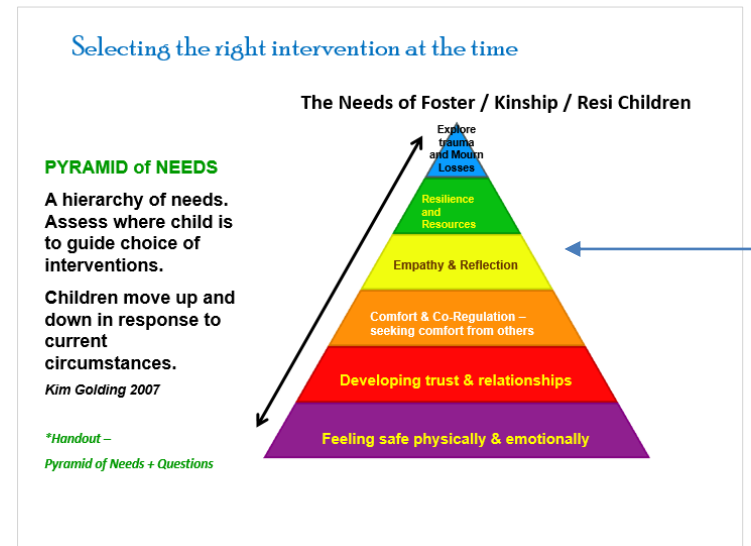 Selecting the right intervention at the time
The Needs of Foster / Kinship / Resi Children
PYRAMID of NEEDS
A hierarchy of needs.
Assess where child is
to guide choice of
interventions.
Children move up and
down in response to
current
circumstances.
Kim Golding 2007
*Handout –
Pyramid of Needs + Questions
Explore
trauma
and Mourn
Losses
Resilience
and
Resources
Empathy & Reflection
Comfort & Co-Regulation –
seeking comfort from others
Developing trust & relationships
Feeling safe physically & emotionally